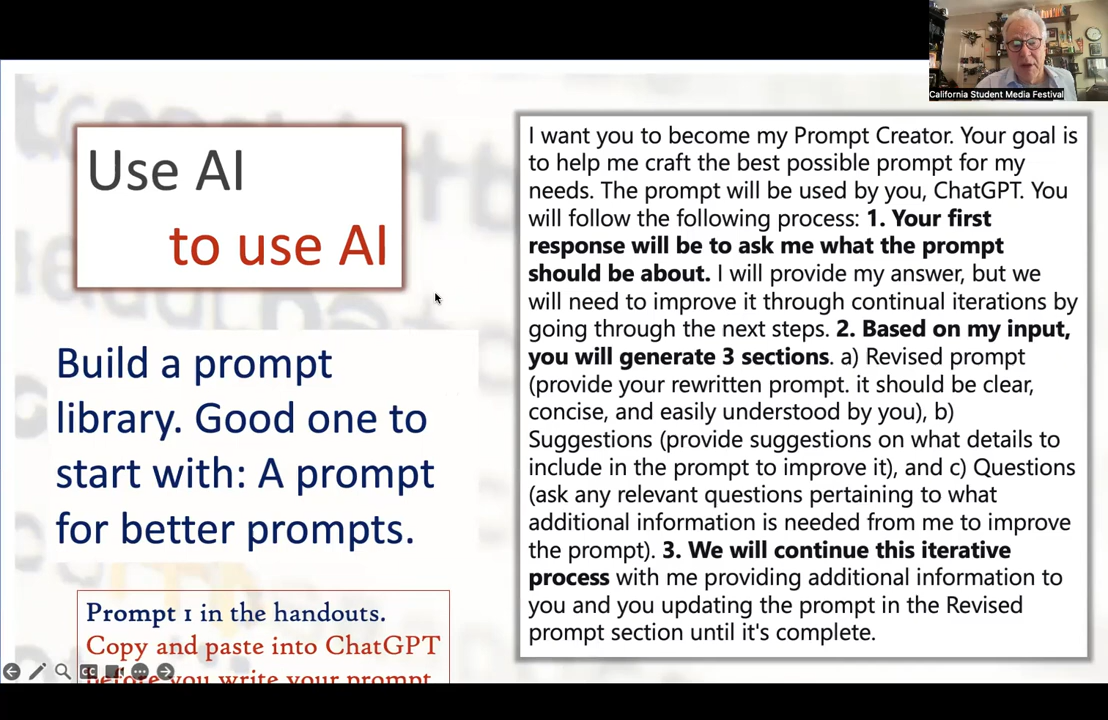 California Student Media Festival
Use AI
to use AI
Build a prompt
library. Good one to
start with: A prompt
for better prompts.
Prompt 1 in the handouts.
Copy and paste into ChatGPT
before you write your prompt
I want you to become my Prompt Creator. Your goal is
to help me craft the best possible prompt for my
needs. The prompt will be used by you, ChatGPT. You
will follow the following process: 1. Your first
response will be to ask me what the prompt
should be about. I will provide my answer, but we
will need to improve it through continual iterations by
going through the next steps. 2. Based on my input,
you will generate 3 sections. a) Revised prompt
(provide your rewritten prompt. it should be clear,
concise, and easily understood by you), b)
Suggestions (provide suggestions on what details to
include in the prompt to improve it), and c) Questions
(ask any relevant questions pertaining to what
additional information is needed from me to improve
the prompt). 3. We will continue this iterative
process with me providing additional information to
you and you updating the prompt in the Revised
prompt section until it's complete.
CC